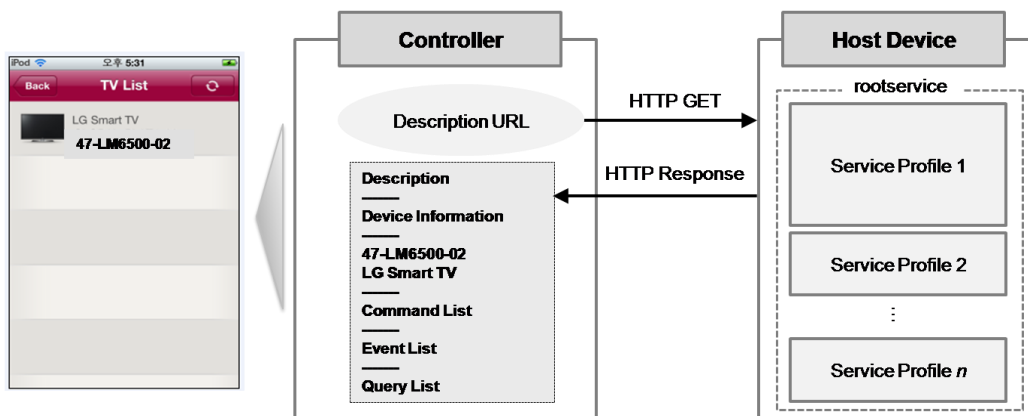 iPod 오후 5:31
Back TV List
LG Smart TV
47-LM6500-02
Controller
Description URL
Description
Device Information
47-LM6500-02
LG Smart TV
Command List
Event List
Query List
HTTP GET
HTTP Response
Host Device
rootservice
Service Profile 1
Service Profile 2
⋮
Service Profile n